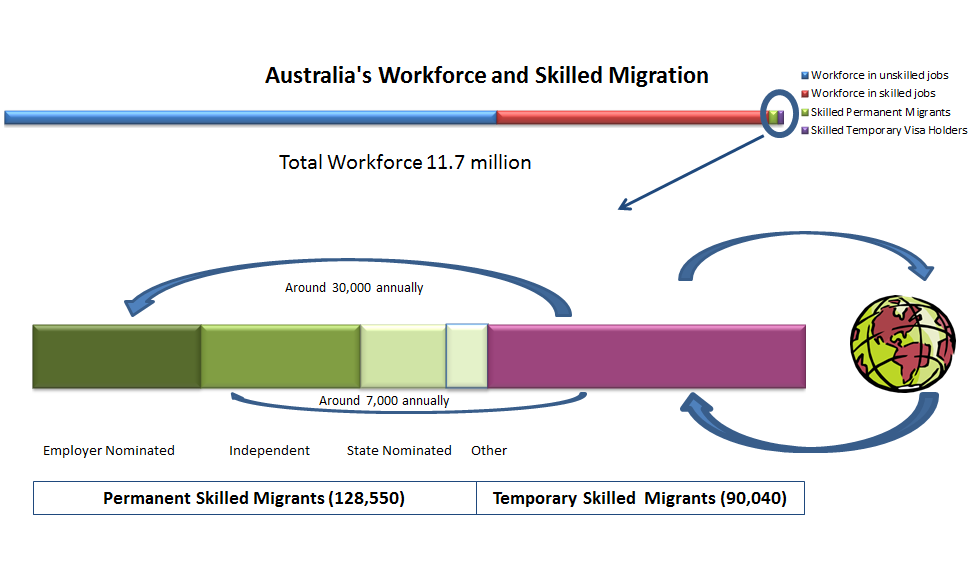 Australia's Workforce and Skilled Migration
Workforce in unskilled jobs
Workforce in skilled jobs
Skilled Permanent Migrants
Skilled Temporary Visa Holders
Total Workforce 11.7 million
Around 30,000 annually
Around 7,000 annually
Employer Nominated
Independent
State Nominated
Other
Permanent Skilled Migrants (128,550)
Temporary Skilled Migrants (90,040)